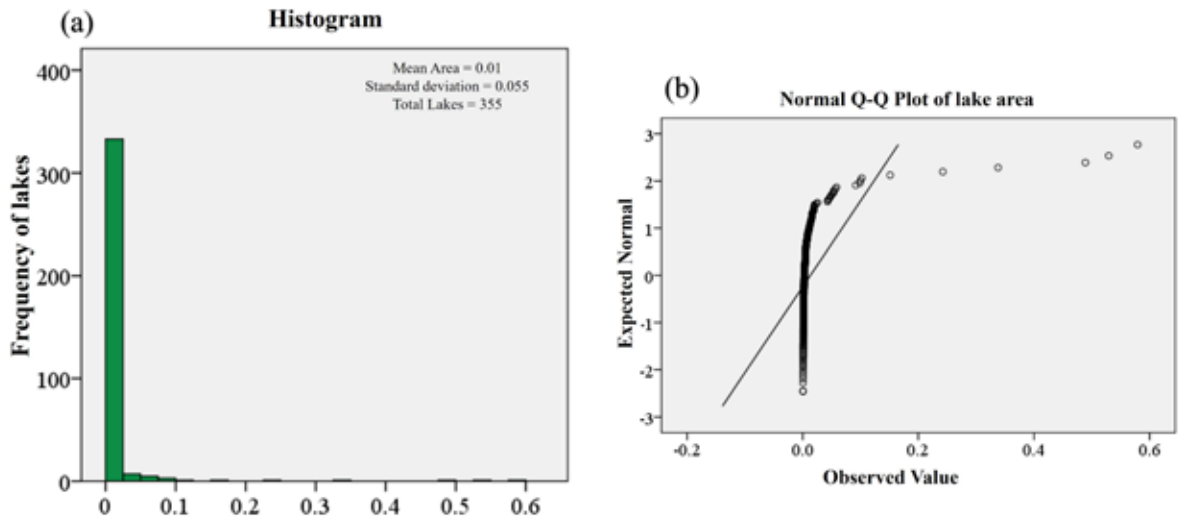 (a)
Histogram
Mean Area = 0.01
Standard deviation = 0.055
Total Lakes = 355
Frequency of lakes
400
300
200
100
0
0 0.1 0.2 0.3 0.4 0.5 0.6
(b)
Normal Q-Q Plot of lake area
Expected Normal
3
2
1
0
-1
-2
-3
-0.2 0.0 0.2 0.4 0.6
Observed Value